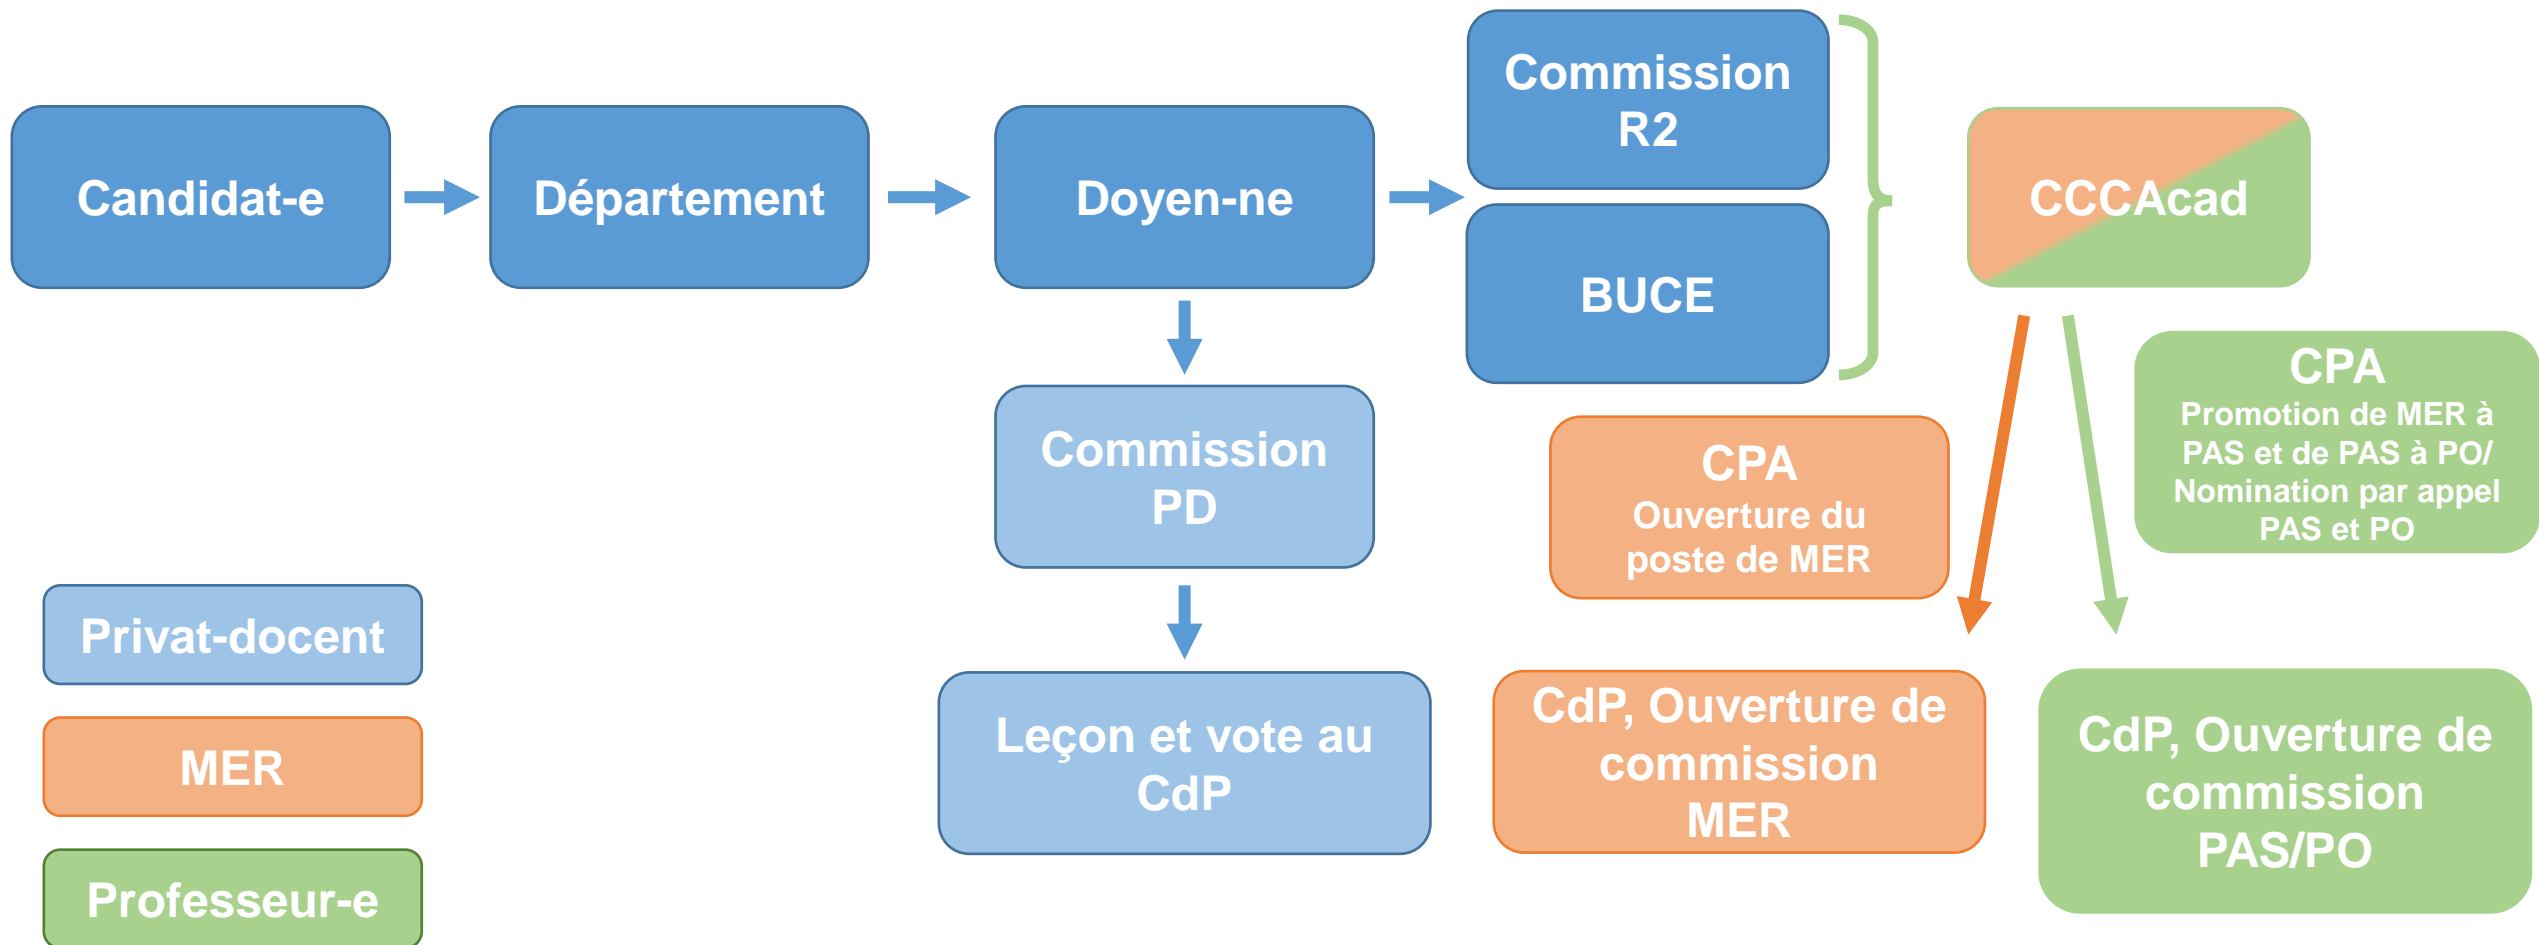 Candidat-e
Département
Doyen-ne
Commission
R2
BUCE
CCCAcad
Commission
PD
Leçon et vote au
CdP
CPA
Ouverture du
poste de MER
CPA
Promotion de MER à
PAS et de PAS à PO/
Nomination par appel
PAS et PO
CdP, Ouverture de
commission
MER
CdP, Ouverture de
commission
PAS/PO
Privat-docent
MER
Professeur-e